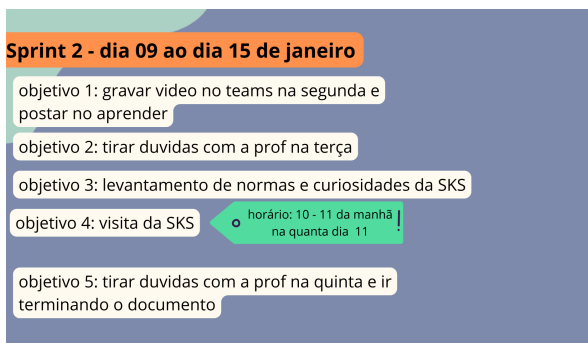 Sprint 2 - dia 09 ao dia 15 de janeiro
objetivo 1: gravar video no teams na segunda e
postar no aprender
objetivo 2: tirar duvidas com a prof na terça
objetivo 3: levantamento de normas e curiosidades da SKS
objetivo 4: visita da SKS
horário: 10 - 11 da manhã
na quanta dia 11
!
objetivo 5: tirar duvidas com a prof na quinta e ir
terminando o documento